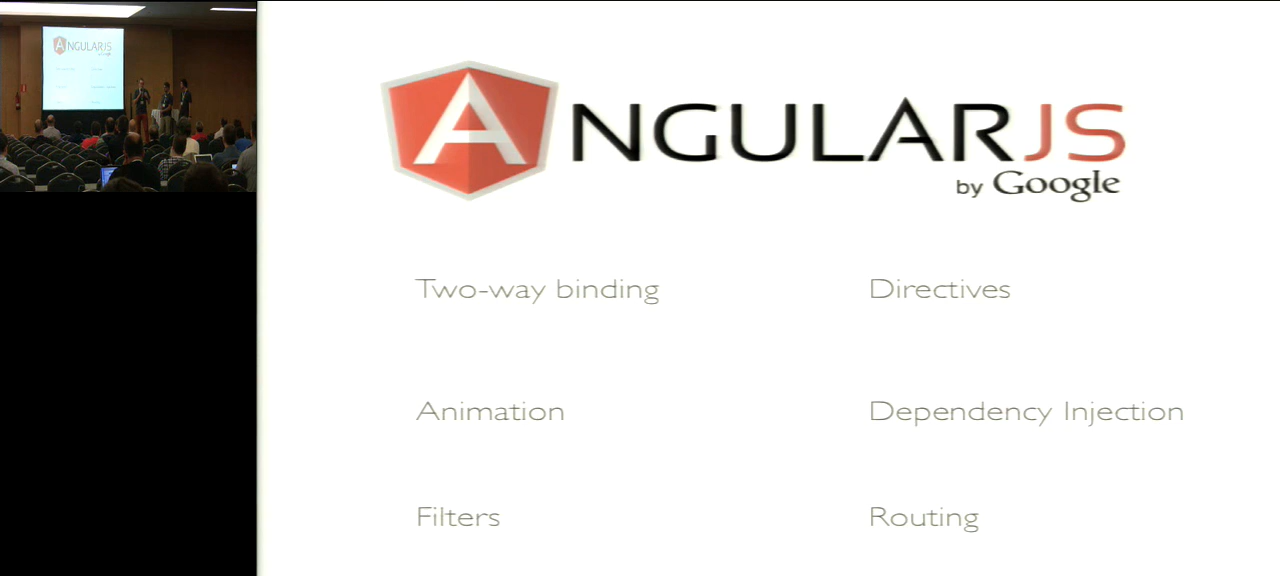 ANGULARJS
by Google
Two-way binding
Directives
Animation
Dependency Injection
Filters
Routing